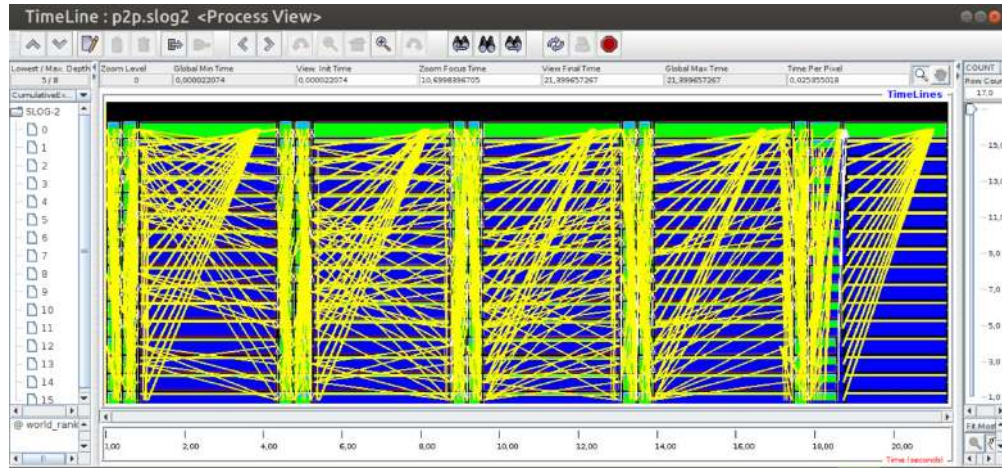 TimeLine : p2p.slog2 <Process View>
Lowest / Max. Depth
5 / 8
Zoom Level
0
Global Min Time
0,000022074
View Init Time
0,000022074
Zoom Focus Time
10,6998396705
View Final Time
21,399657267
Global Max Time
21,399657267
Time Per Pixel
0,025355018
COUNT
Row Cour
17,0
CumulativeEx...
TimeLines
SLOG-2
0
1
2
3
4
5
6
7
8
9
10
11
12
13
14
15
15,0
11,0
9,0
7,0
5,0
3,0
1,0
@ world_rank
1,00
2,00
4,00
6,00
8,00
10,00
12,00
14,00
16,00
18,00
20,00
Time (seconds)
Fit Most